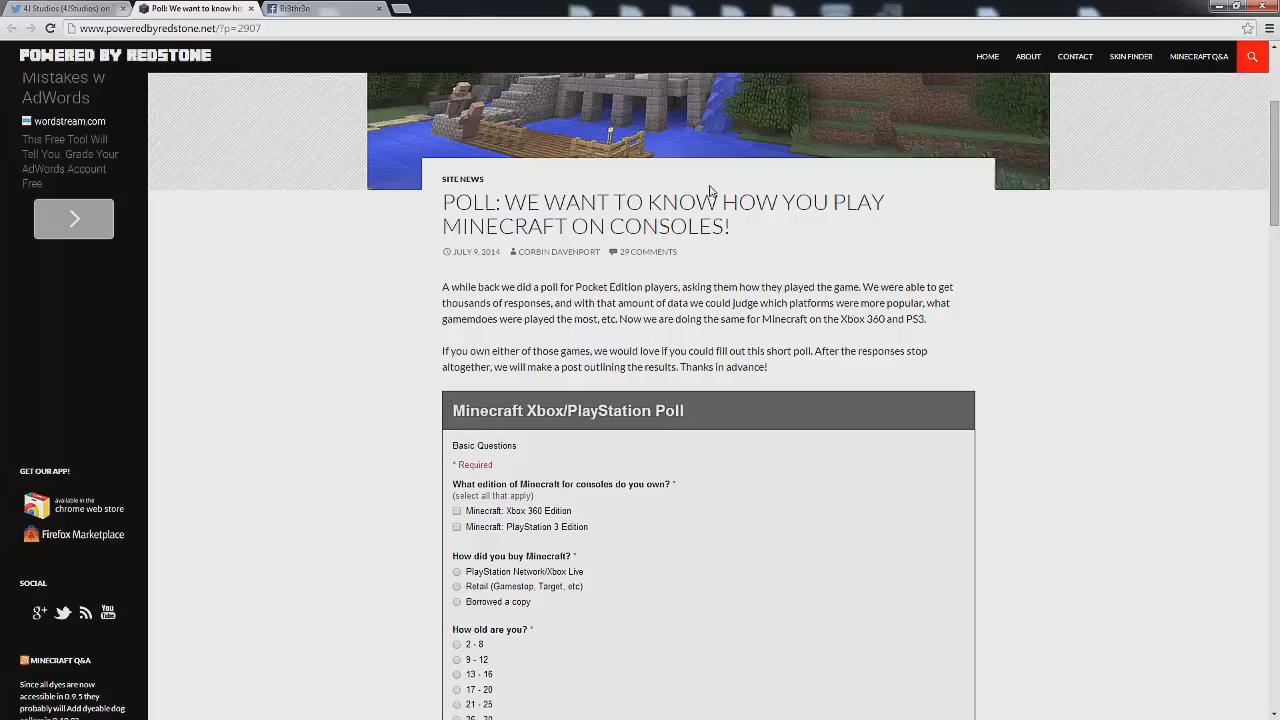 4J Studios (4JStudios) on
Poll: We want to know ho
Br3thr3n
www.poweredbyredstone.net/?p=2907
POWERED BY REDSTONE
HOME
ABOUT
CONTACT
SKIN FINDER
MINECRAFT Q&A
Mistakes w
AdWords
wordstream.com
This Free Tool Will
Tell You. Grade Your
AdWords Account
Free.
SITE NEWS
POLL: WE WANT TO KNOW HOW YOU PLAY
MINECRAFT ON CONSOLES!
JULY 9, 2014
CORBIN DAVENPORT
29 COMMENTS
A while back we did a poll for Pocket Edition players, asking them how they played the game. We were able to get
thousands of responses, and with that amount of data we could judge which platforms were more popular, what
gamemdoes were played the most, etc. Now we are doing the same for Minecraft on the Xbox 360 and PS3.
If you own either of those games, we would love if you could fill out this short poll. After the responses stop
altogether, we will make a post outlining the results. Thanks in advance!
Minecraft Xbox/PlayStation Poll
Basic Questions
* Required
What edition of Minecraft for consoles do you own? *
(select all that apply)
Minecraft: Xbox 360 Edition
Minecraft: PlayStation 3 Edition
How did you buy Minecraft? *
PlayStation Network/Xbox Live
Retail (Gamestop, Target, etc)
Borrowed a copy
How old are you? *
2 - 8
9 - 12
13 - 16
17 - 20
21 - 25
26 - 30
GET OUR APP!
available in the
chrome web store
Firefox Marketplace
SOCIAL
g+
You
Tube
MINECRAFT Q&A
Since all dyes are now
accessible in 0.9.5 they
probably will Add dyeable dog